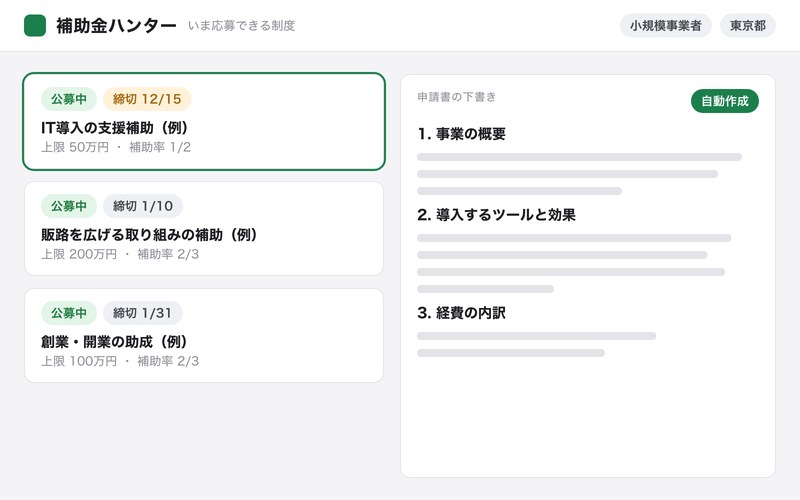 補助金ハンター いま応募できる制度 小規模事業者 東京都
公募中 締切 12/15
IT導入の支援補助（例）
上限 50万円 ・ 補助率 1/2
公募中 締切 1/10
販路を広げる取り組みの補助（例）
上限 200万円 ・ 補助率 2/3
公募中 締切 1/31
創業・開業の助成（例）
上限 100万円 ・ 補助率 2/3
申請書の下書き 自動作成
1. 事業の概要
2. 導入するツールと効果
3. 経費の内訳